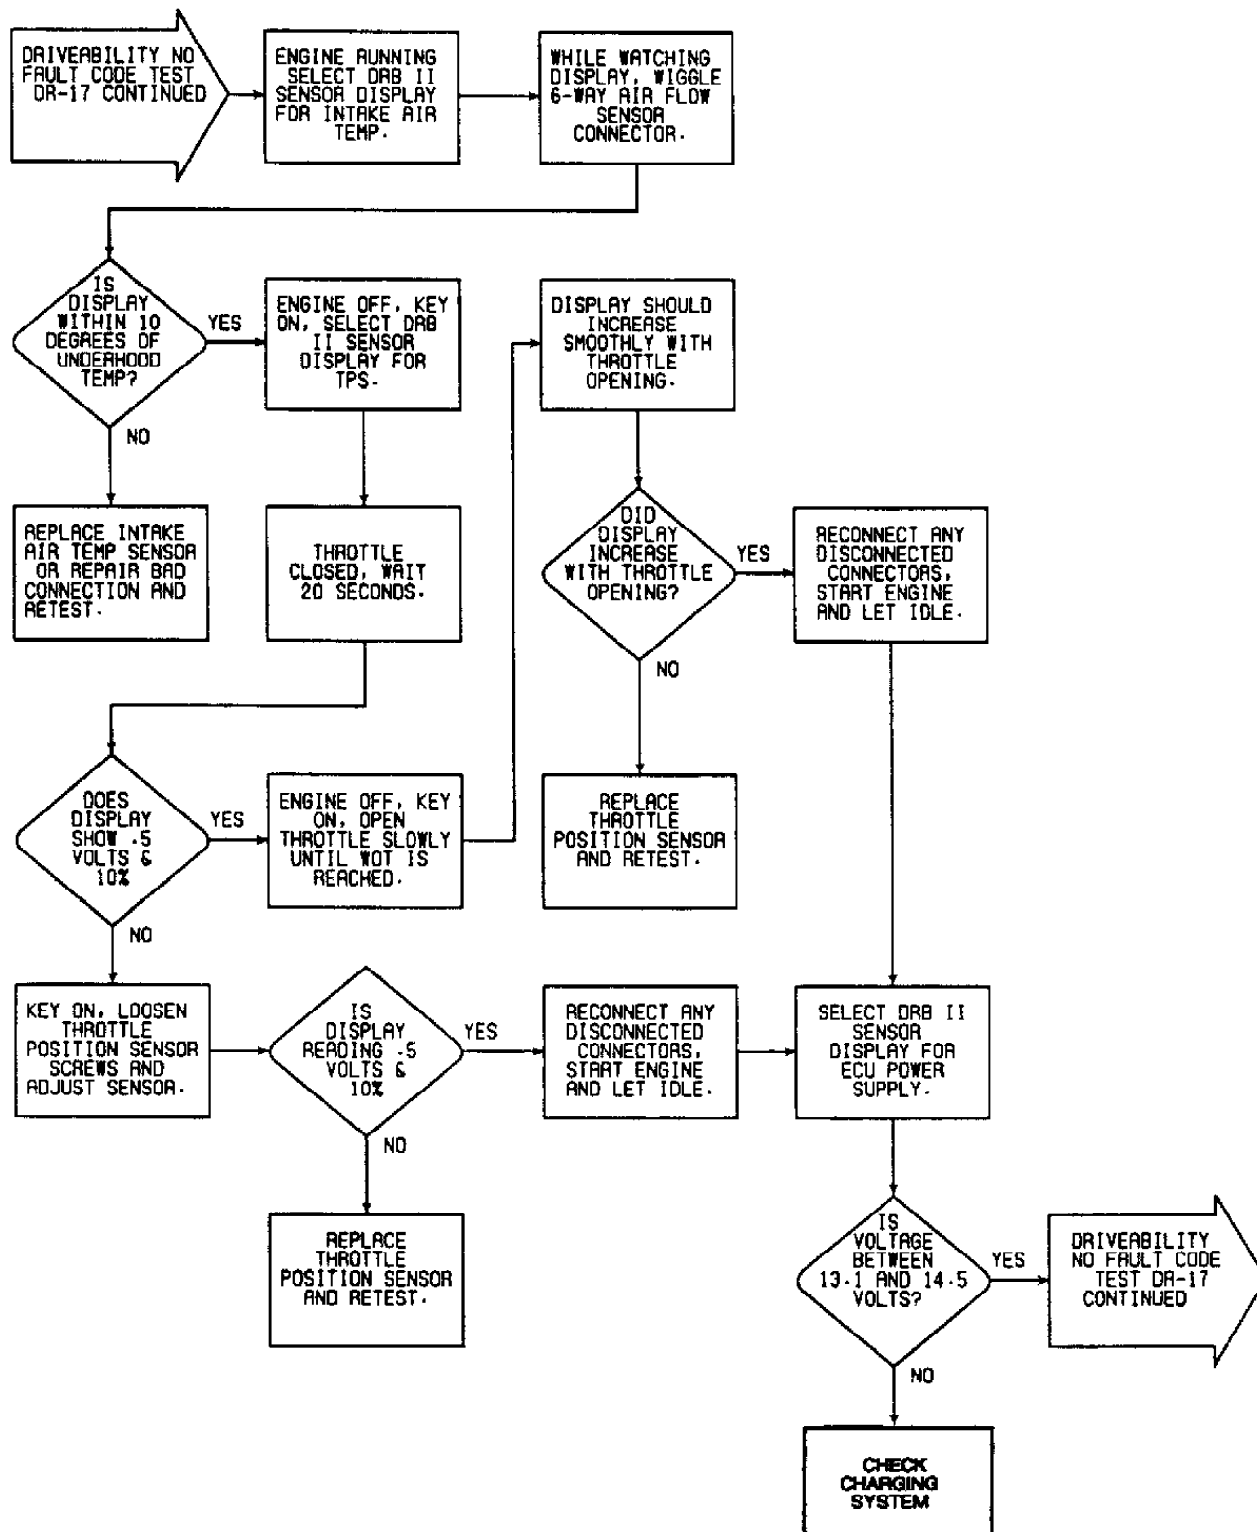 DRIVEABILITY NO
FAULT CODE TEST
DR-17 CONTINUED
ENGINE RUNNING
SELECT DRB II
SENSOR DISPLAY
FOR INTAKE AIR
TEMP.
WHILE WATCHING
DISPLAY, WIGGLE
6-WAY AIR FLOW
SENSOR
CONNECTOR.
IS
DISPLAY
WITHIN 10
DEGREES OF
UNDERHOOD
TEMP?
YES
NO
ENGINE OFF, KEY
ON, SELECT DRB
II SENSOR
DISPLAY FOR
TPS.
DISPLAY SHOULD
INCREASE
SMOOTHLY WITH
THROTTLE
OPENING.
REPLACE INTAKE
AIR TEMP SENSOR
OR REPAIR BAD
CONNECTION AND
RETEST.
THROTTLE
CLOSED, WAIT
20 SECONDS.
DID
DISPLAY
INCREASE
WITH THROTTLE
OPENING?
YES
NO
RECONNECT ANY
DISCONNECTED
CONNECTORS,
START ENGINE
AND LET IDLE.
DOES
DISPLAY
SHOW .5
VOLTS &
10%
YES
NO
ENGINE OFF, KEY
ON, OPEN
THROTTLE SLOWLY
UNTIL WOT IS
REACHED.
REPLACE
THROTTLE
POSITION SENSOR
AND RETEST.
KEY ON, LOOSEN
THROTTLE
POSITION SENSOR
SCREWS AND
ADJUST SENSOR.
IS
DISPLAY
READING .5
VOLTS &
10%
YES
NO
RECONNECT ANY
DISCONNECTED
CONNECTORS,
START ENGINE
AND LET IDLE.
SELECT DRB II
SENSOR
DISPLAY FOR
ECU POWER
SUPPLY.
REPLACE
THROTTLE
POSITION SENSOR
AND RETEST.
IS
VOLTAGE
BETWEEN
13.1 AND 14.5
VOLTS?
YES
NO
DRIVEABILITY
NO FAULT CODE
TEST DR-17
CONTINUED
CHECK
CHARGING
SYSTEM